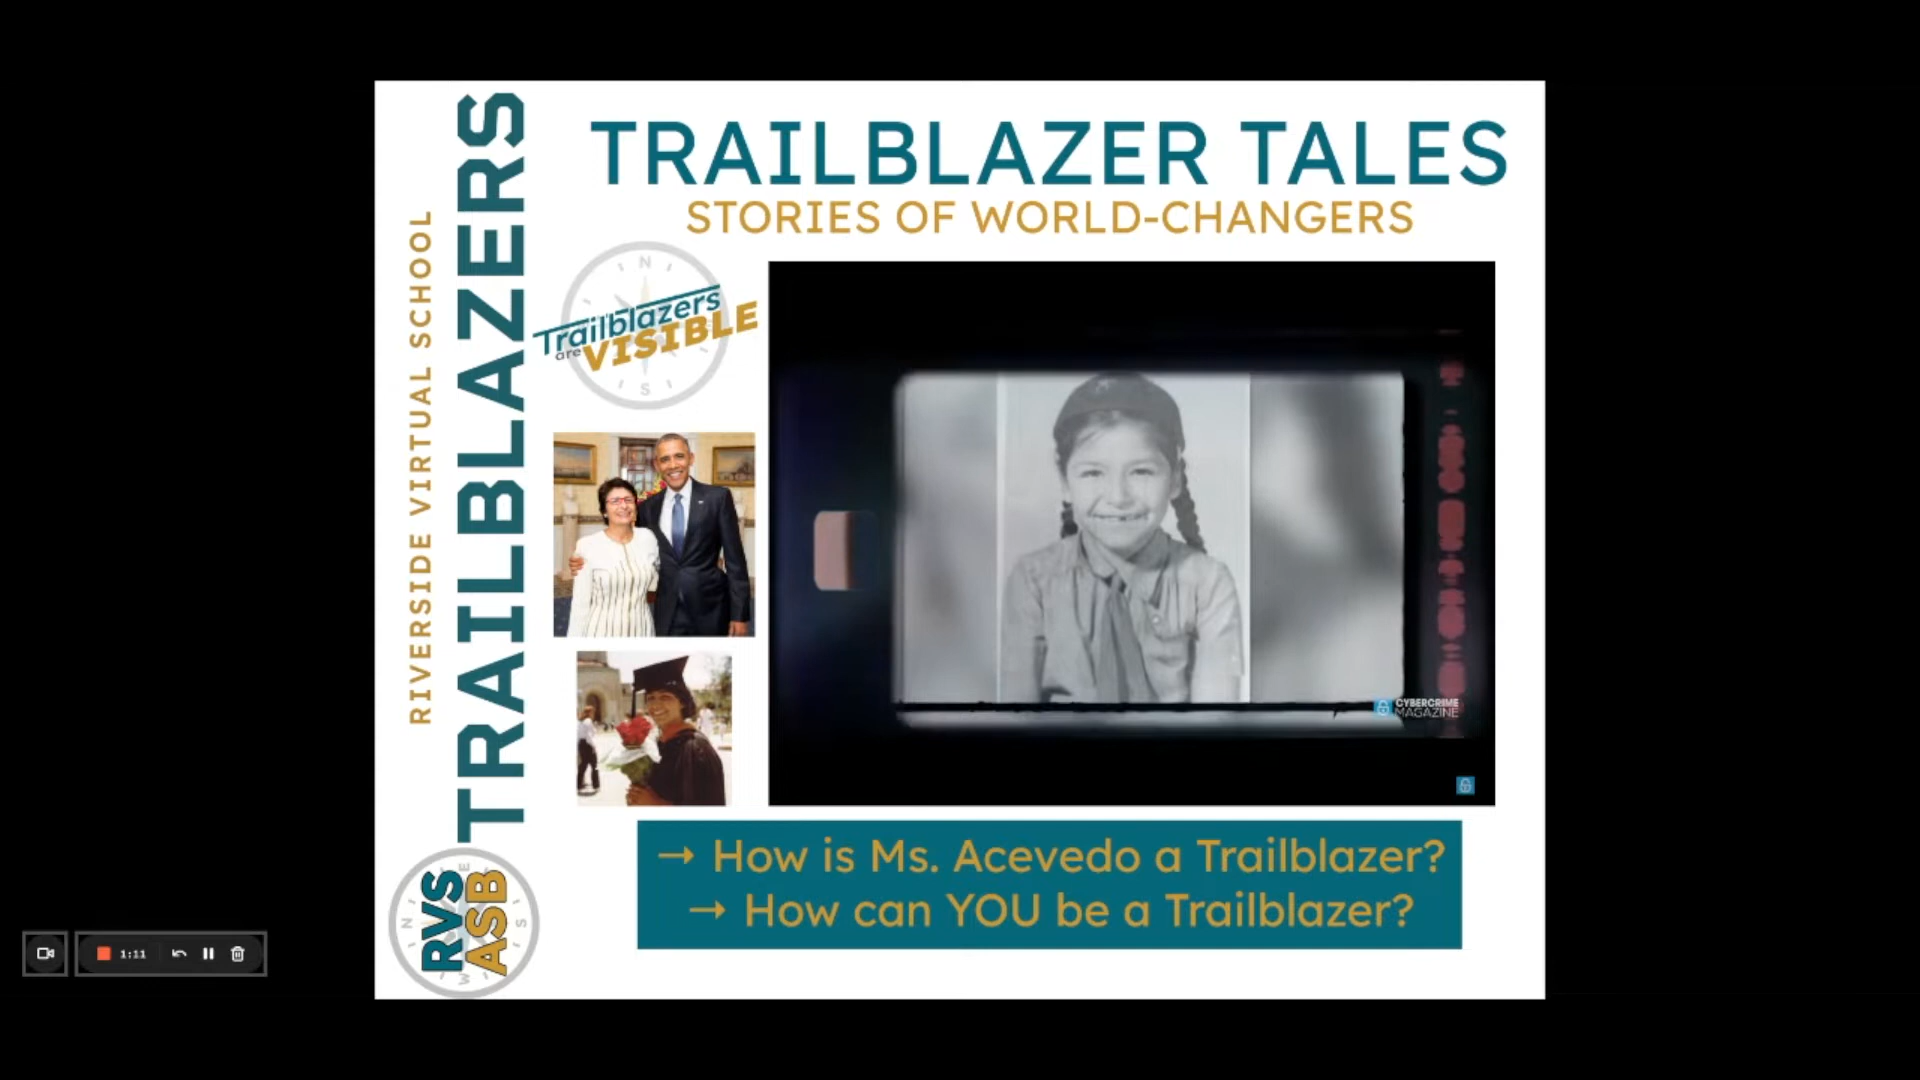 RIVERSIDE VIRTUAL SCHOOL
TRAILBLAZERS
TRAILBLAZER TALES
STORIES OF WORLD-CHANGERS
N
Trailblazers
are VISIBLE
S
CYBERCRIME
MAGAZINE
→ How is Ms. Acevedo a Trailblazer?
→ How can YOU be a Trailblazer?
N
E
S
W
RVS
ASB
1:11